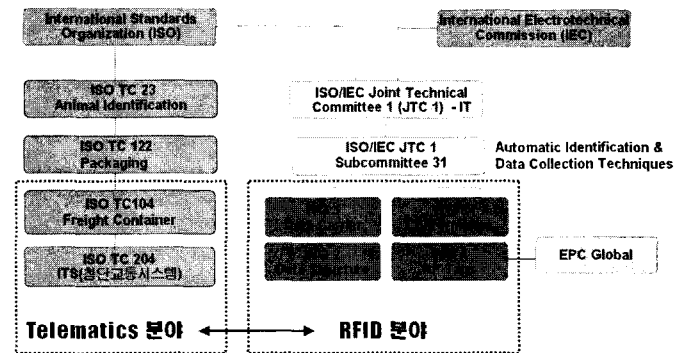 International Standards
Organization (ISO)
International Electrotechnical
Commission (IEC)
ISO TC 23
Animal Identification
ISO/IEC Joint Technical
Committee 1 (JTC 1) - IT
ISO TC 122
Packaging
ISO/IEC JTC 1
Subcommittee 31
Automatic Identification &
Data Collection Techniques
ISO TC104
Freight Container
ISO TC 204
ITS(첨단교통시스템)
EPC Global
Telematics 분야
RFID 분야